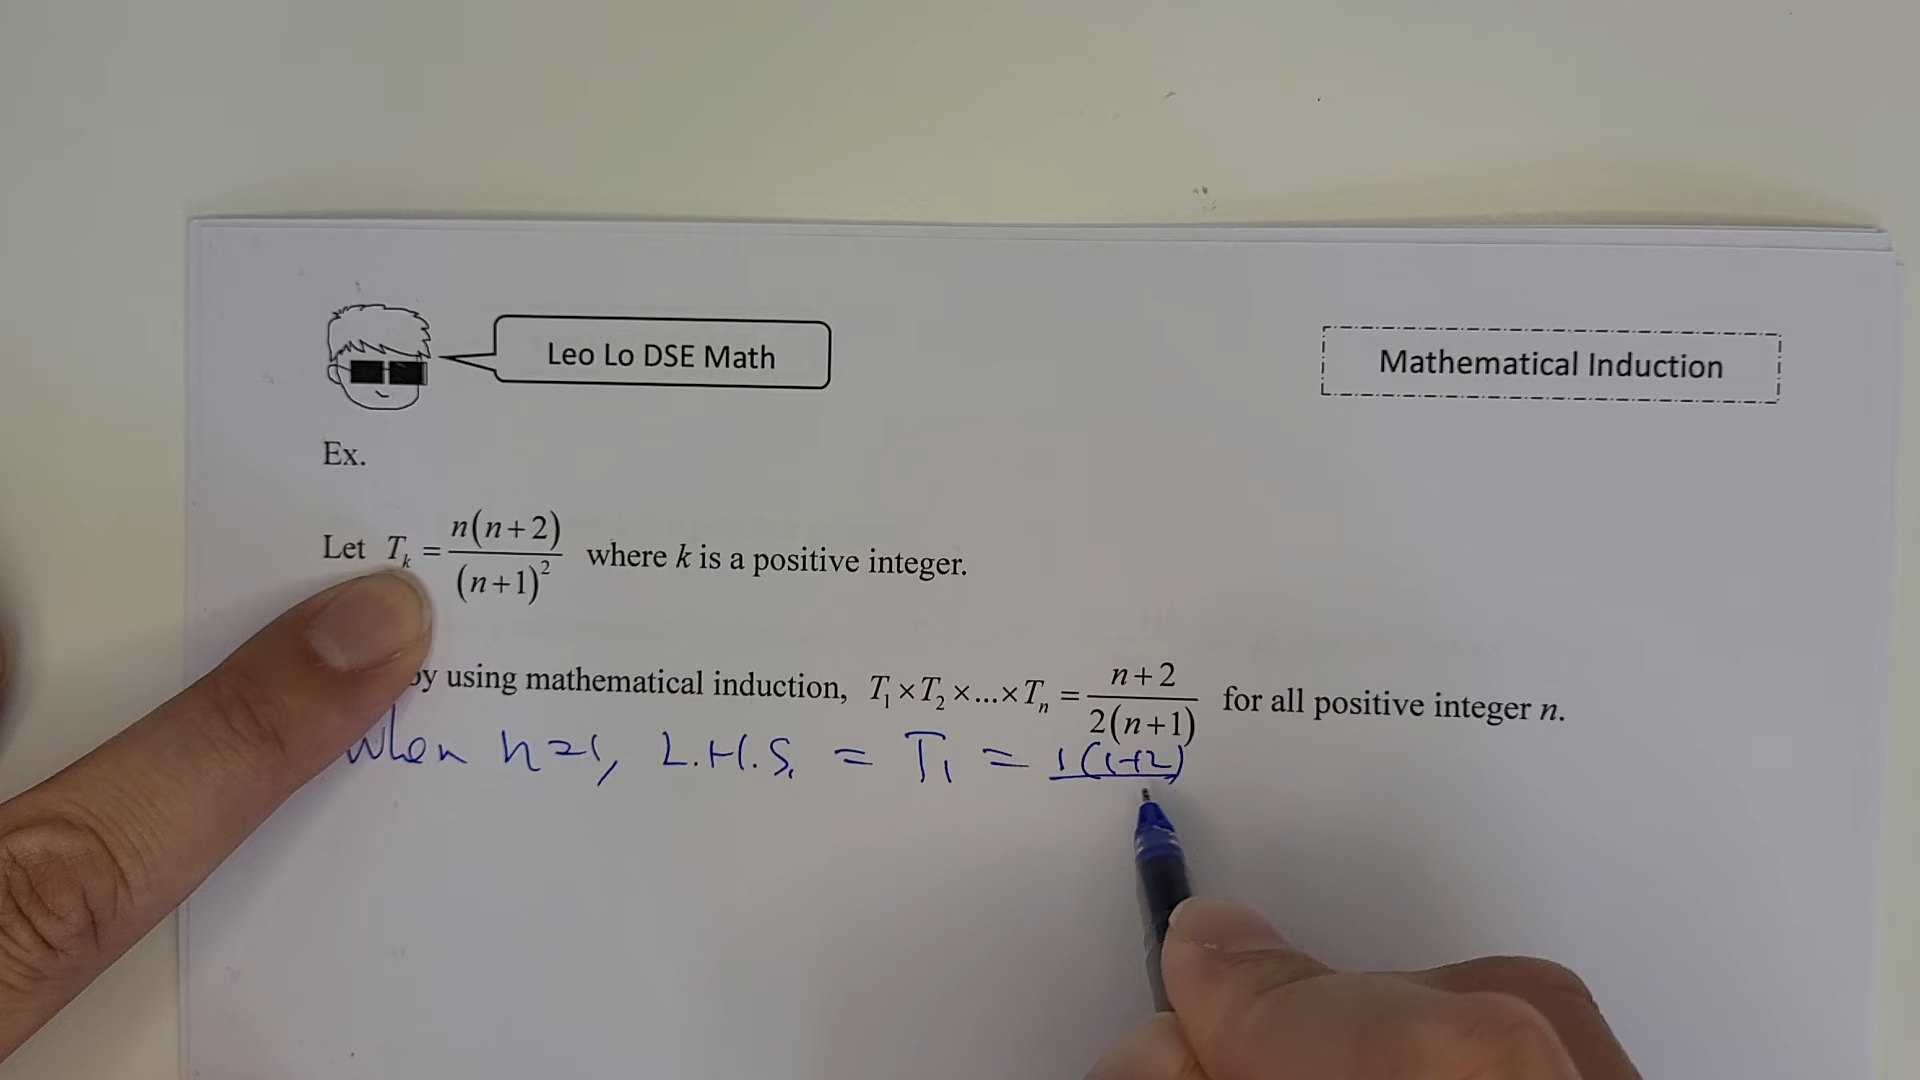 Leo Lo DSE Math
Mathematical Induction
Ex.
Let T_k = n(n+2)/(n+1)^2 where k is a positive integer.
by using mathematical induction, T_1 × T_2 × ... × T_n = n+2/2(n+1) for all positive integer n.
When n=1, L.H.S. = T_1 = 1(1+2)